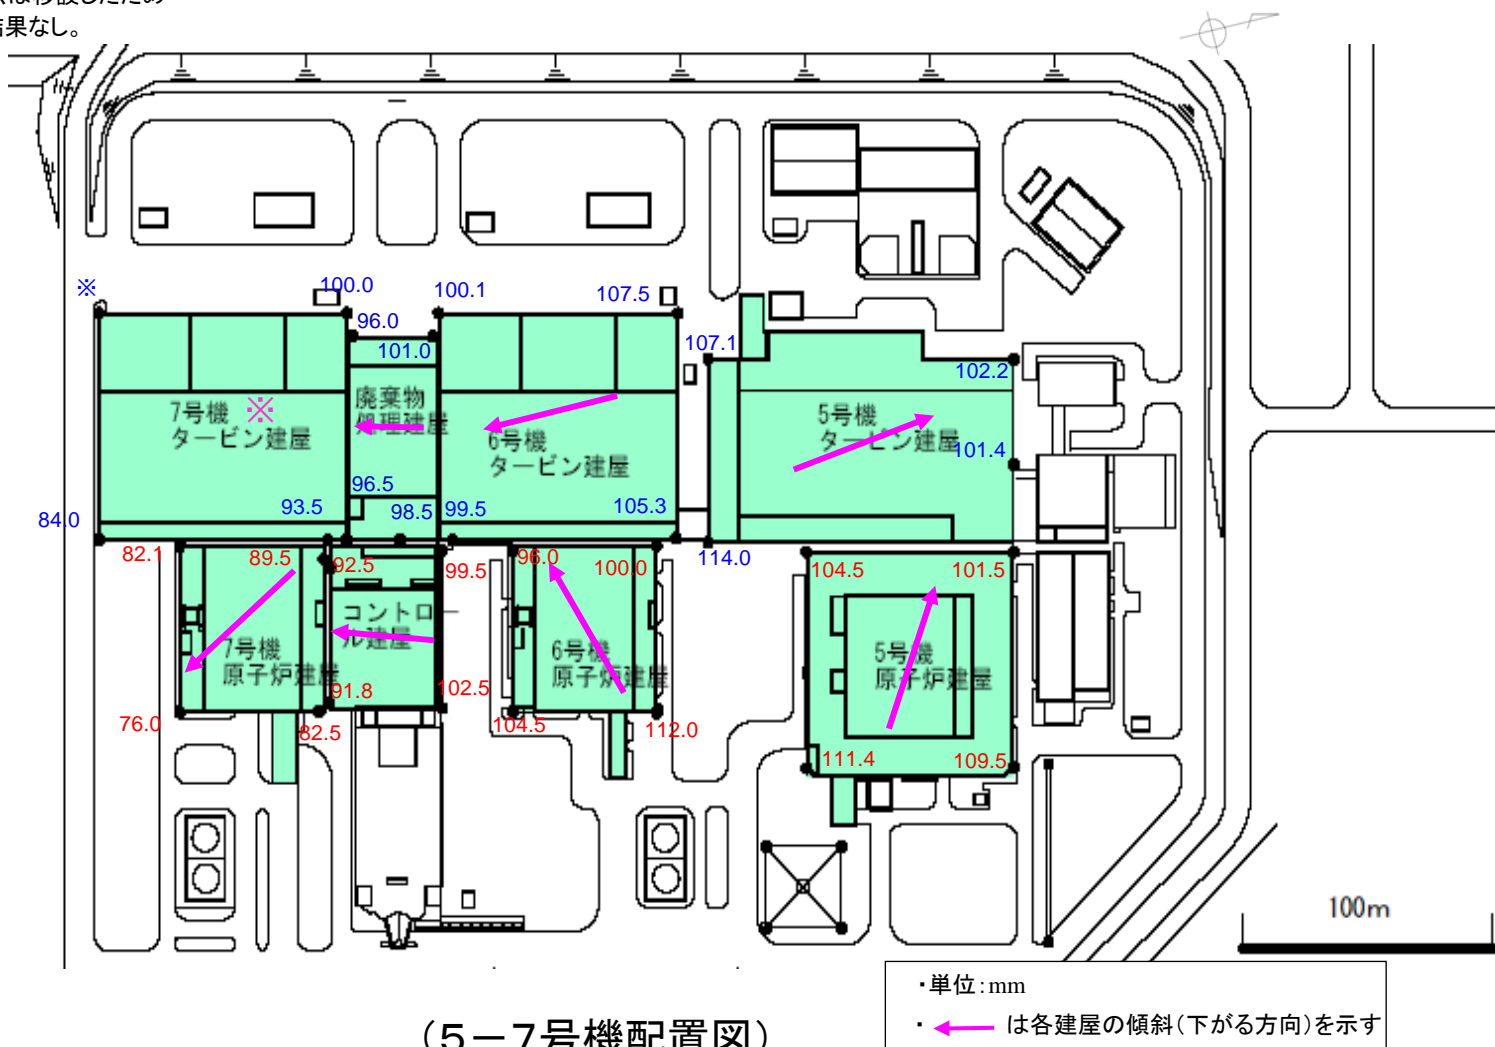 結果なし。
※
100.0
100.1
107.5
96.0
101.0
107.1
102.2
7号機 ※
タービン建屋
廃棄物
処理建屋
6号機
タービン建屋
5号機
タービン建屋
101.4
96.5
93.5
98.5
99.5
105.3
84.0
114.0
82.1
89.5
92.5
99.5
96.0
100.0
104.5
101.5
コントロ
ール建屋
7号機
原子炉建屋
6号機
原子炉建屋
5号機
原子炉建屋
91.8
102.5
76.0
82.5
104.5
112.0
111.4
109.5
100m
・単位:mm
・ は各建屋の傾斜(下がる方向)を示す
(5-7号機配置図)